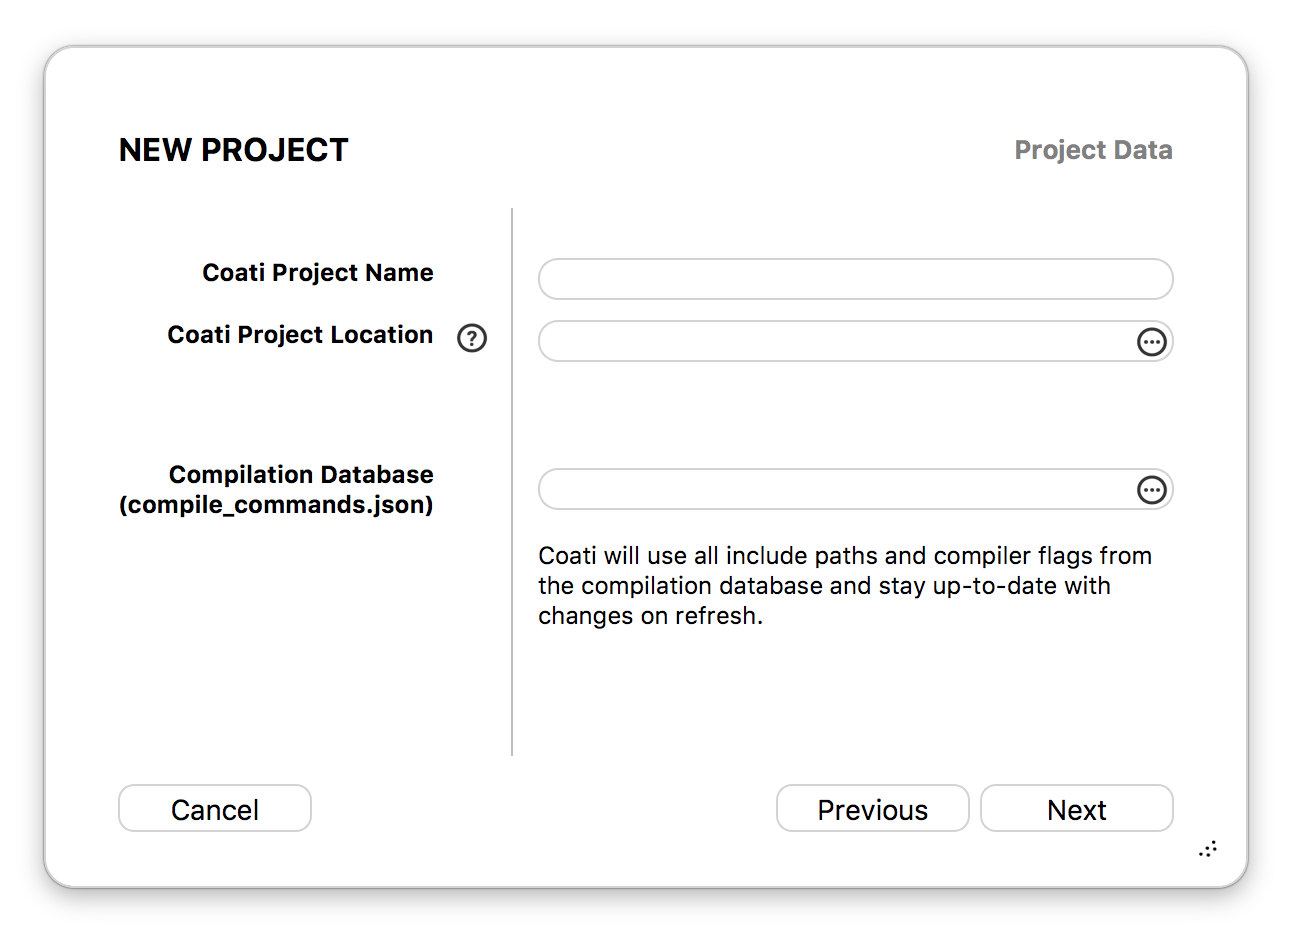 NEW PROJECT
Project Data
Coati Project Name
Coati Project Location
?
Compilation Database
(compile_commands.json)
Coati will use all include paths and compiler flags from
the compilation database and stay up-to-date with
changes on refresh.
Cancel
Previous
Next